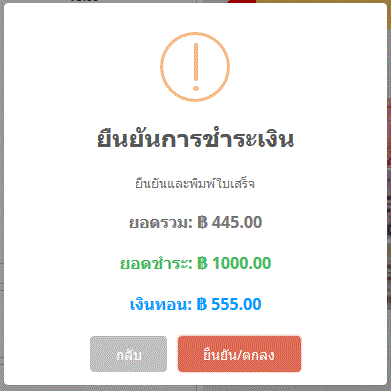 ยืนยันการชำระเงิน
ยืนยันและพิมพ์ใบเสร็จ
ยอดรวม: ฿ 445.00
ยอดชำระ: ฿ 1000.00
เงินทอน: ฿ 555.00
กลับ
ยืนยัน/ตกลง